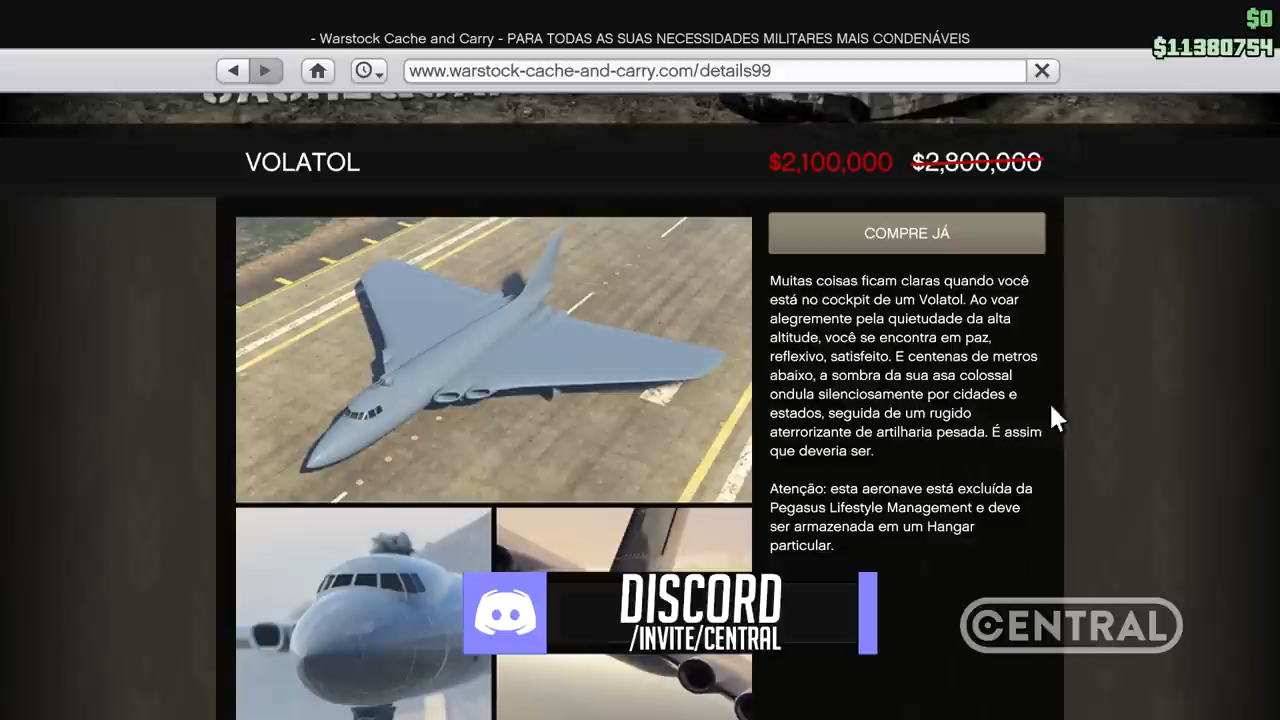 $0
- Warstock Cache and Carry - PARA TODAS AS SUAS NECESSIDADES MILITARES MAIS CONDENÁVEIS
$11380754
www.warstock-cache-and-carry.com/details99
VOLATOL
$2,100,000 $2,800,000
COMPRE JÁ
Muitas coisas ficam claras quando você
está no cockpit de um Volatol. Ao voar
alegremente pela quietude da alta
altitude, você se encontra em paz,
reflexivo, satisfeito. E centenas de metros
abaixo, a sombra da sua asa colossal
ondula silenciosamente por cidades e
estados, seguida de um rugido
aterrorizante de artilharia pesada. É assim
que deveria ser.
Atenção: esta aeronave está excluída da
Pegasus Lifestyle Management e deve
ser armazenada em um Hangar
particular.
DISCORD
/INVITE/CENTRAL
CENTRAL